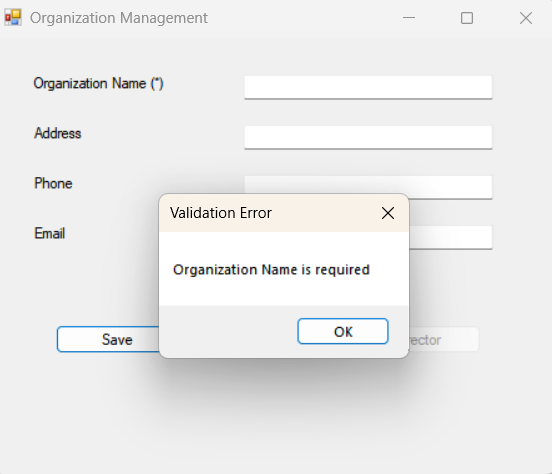 Organization Management
Organization Name (*)
Address
Phone
Email
Validation Error
Organization Name is required
OK
Save